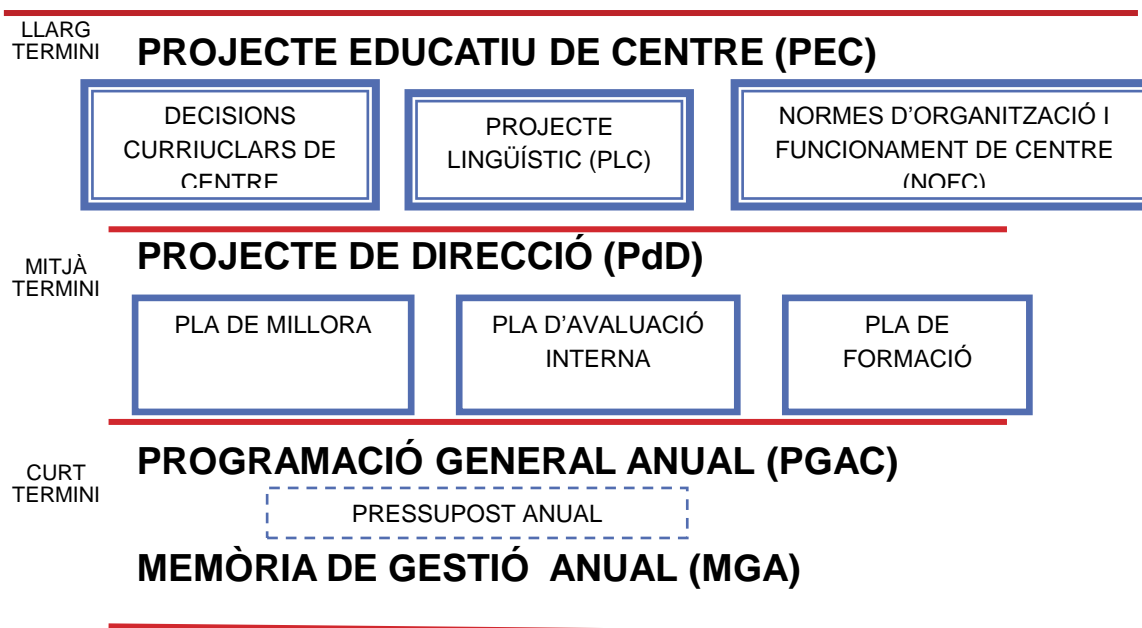 LLARG
TERMINI
PROJECTE EDUCATIU DE CENTRE (PEC)
DECISIONS
CURRIUCLARS DE
CENTRE
PROJECTE
LINGÜÍSTIC (PLC)
NORMES D'ORGANITZACIÓ I
FUNCIONAMENT DE CENTRE
(NOFC)
MITJÀ
TERMINI
PROJECTE DE DIRECCIÓ (PdD)
PLA DE MILLORA
PLA D'AVALUACIÓ
INTERNA
PLA DE
FORMACIÓ
CURT
TERMINI
PROGRAMACIÓ GENERAL ANUAL (PGAC)
PRESSUPOST ANUAL
MEMÒRIA DE GESTIÓ ANUAL (MGA)